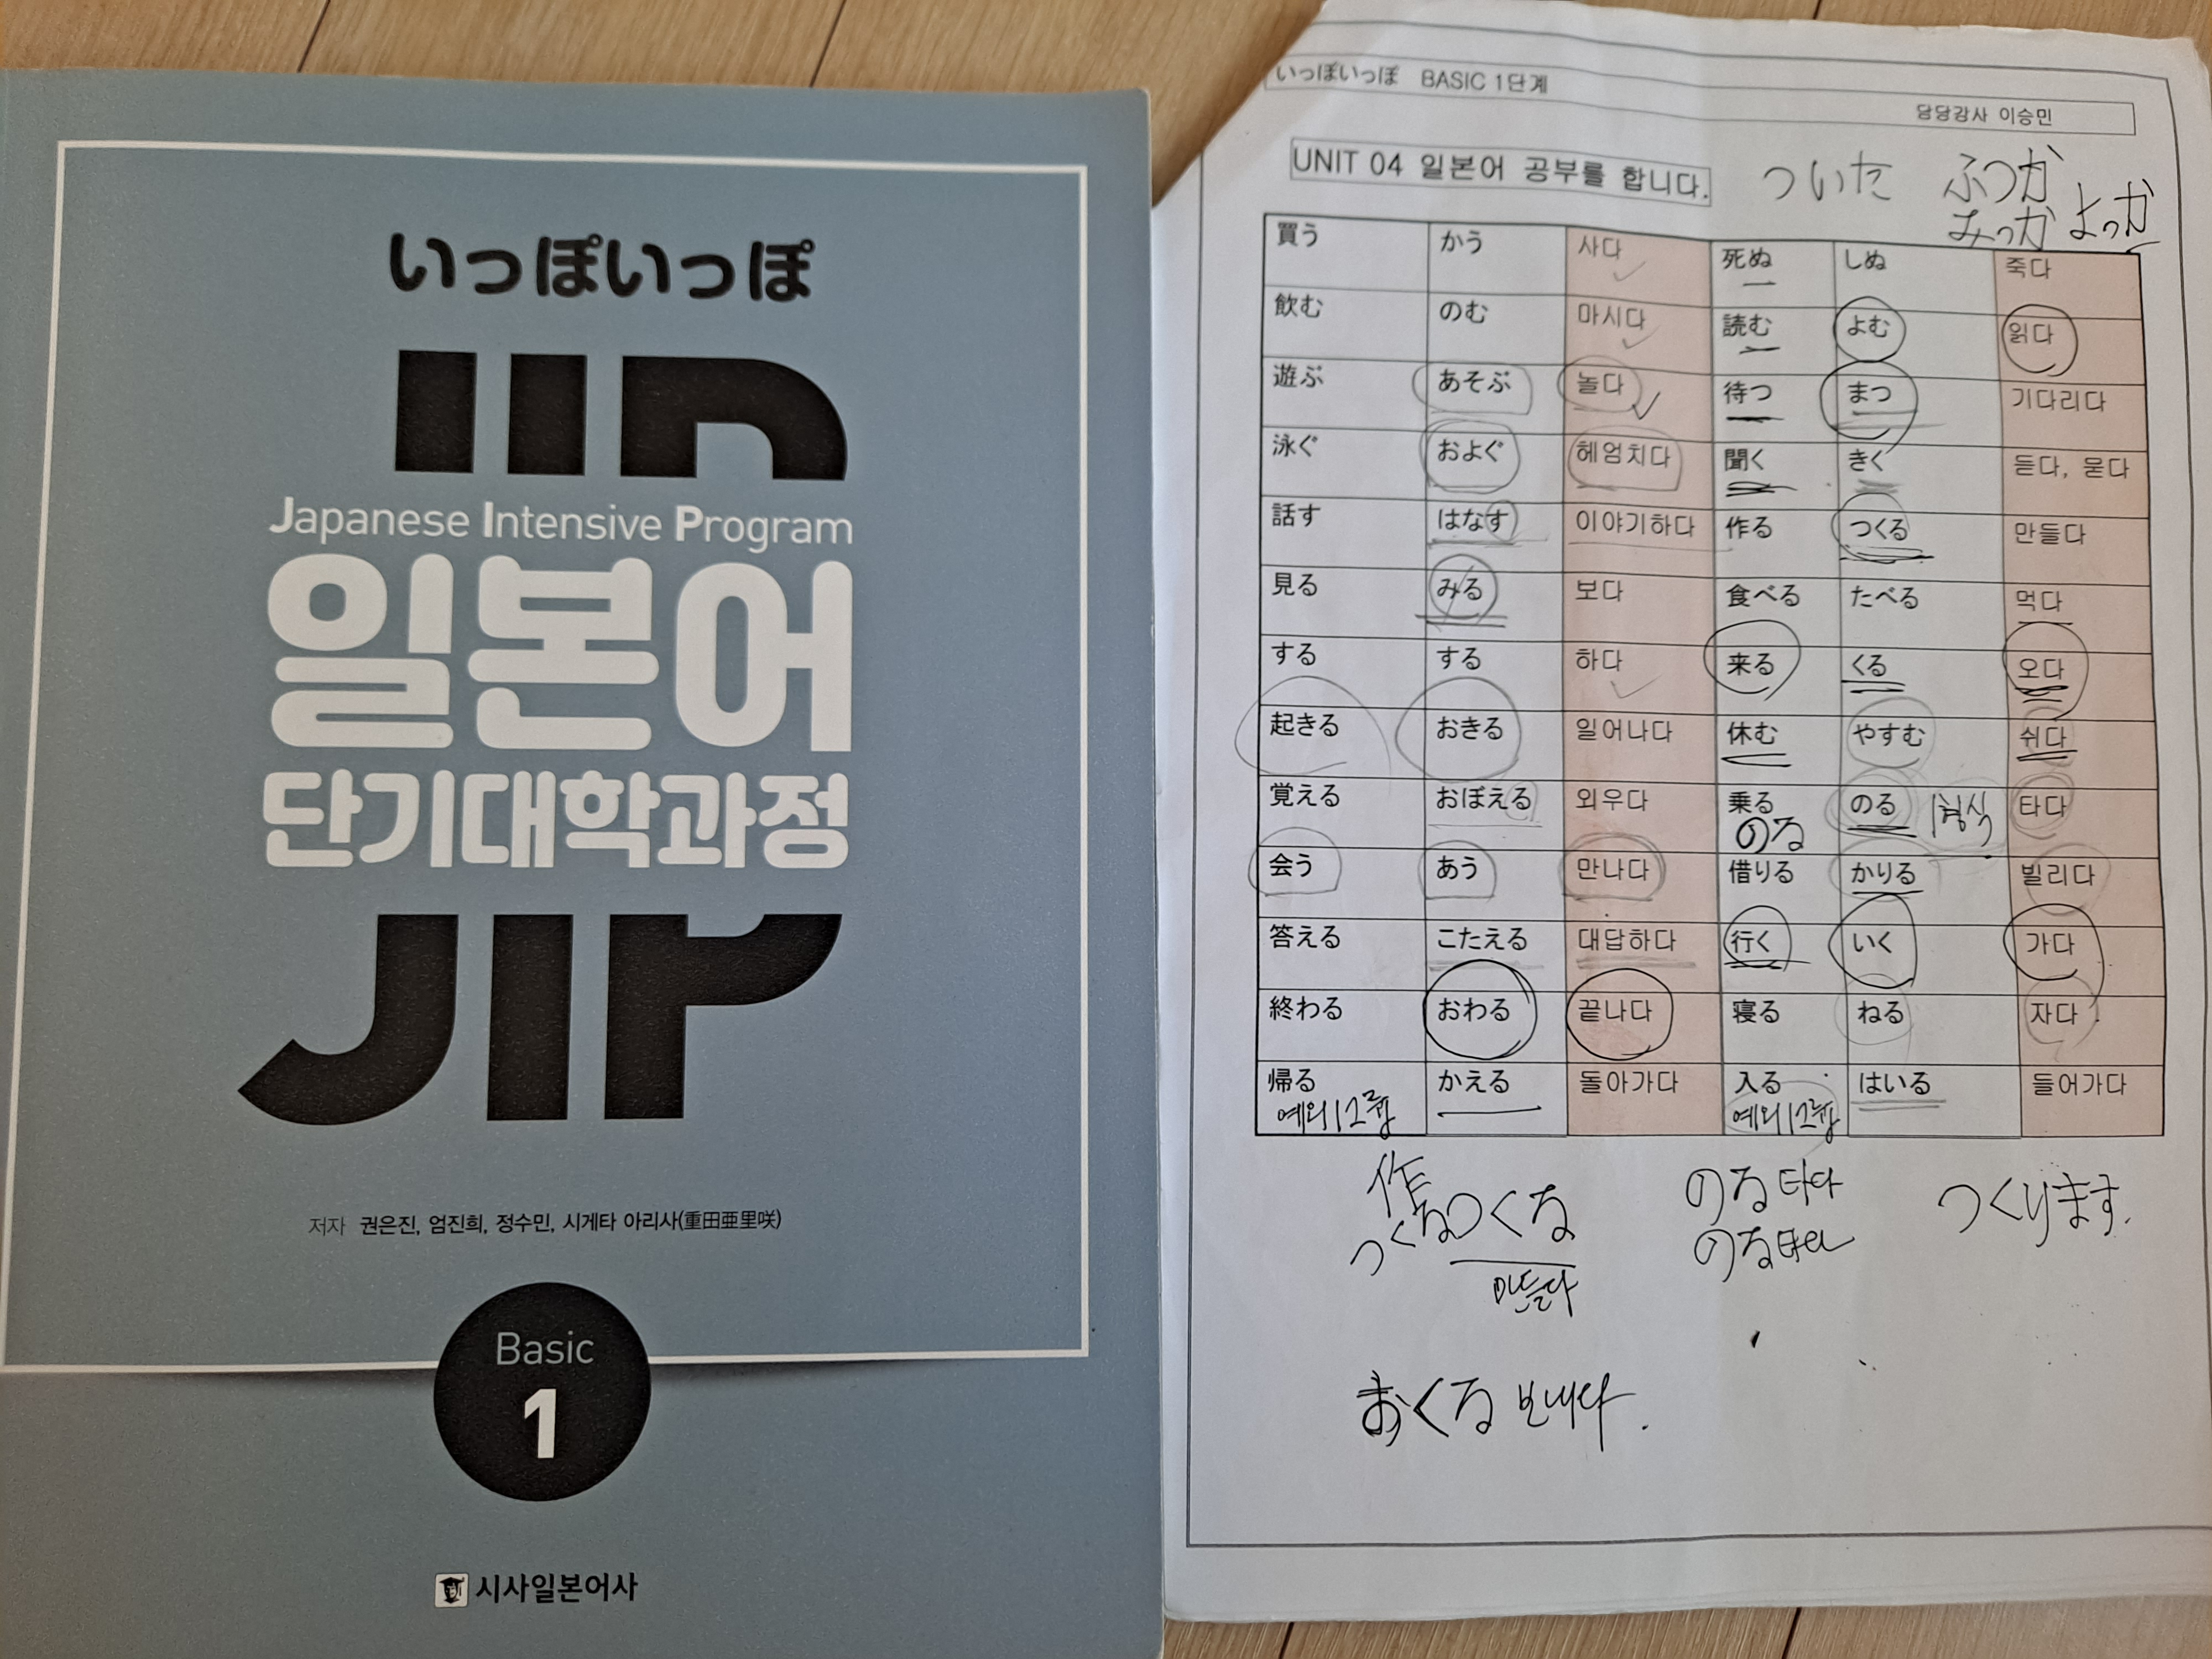 いっぽいっぽ
Japanese Intensive Program
일본어
단기대학과정
JIP
저자 권은진, 엄진희, 정수민, 시게타 아리사(重田亜里咲)
Basic
1
시사일본어사
いっぽいっぽ BASIC 1단계
담당강사 이승민
UNIT 04 일본어 공부를 합니다.
ついた ふつか
みっか よっか
買う かう 사다 死ぬ しぬ 죽다
飲む のむ 마시다 読む よむ 읽다
遊ぶ あそぶ 놀다 待つ まつ 기다리다
泳ぐ およぐ 헤엄치다 聞く きく 듣다, 묻다
話す はなす 이야기하다 作る つくる 만들다
見る みる 보다 食べる たべる 먹다
する する 하다 来る くる 오다
起きる おきる 일어나다 休む やすむ 쉬다
覚える おぼえる 외우다 乗る のる 1형식 타다
のる
会う あう 만나다 借りる かりる 빌리다
答える こたえる 대답하다 行く いく 가다
終わる おわる 끝나다 寝る ねる 자다
帰る かえる 돌아가다 入る はいる 들어가다
예외1그룹 예외1그룹
作る つくる のる 타다 つくります.
つくる のる
만들다
おくる 보내다.